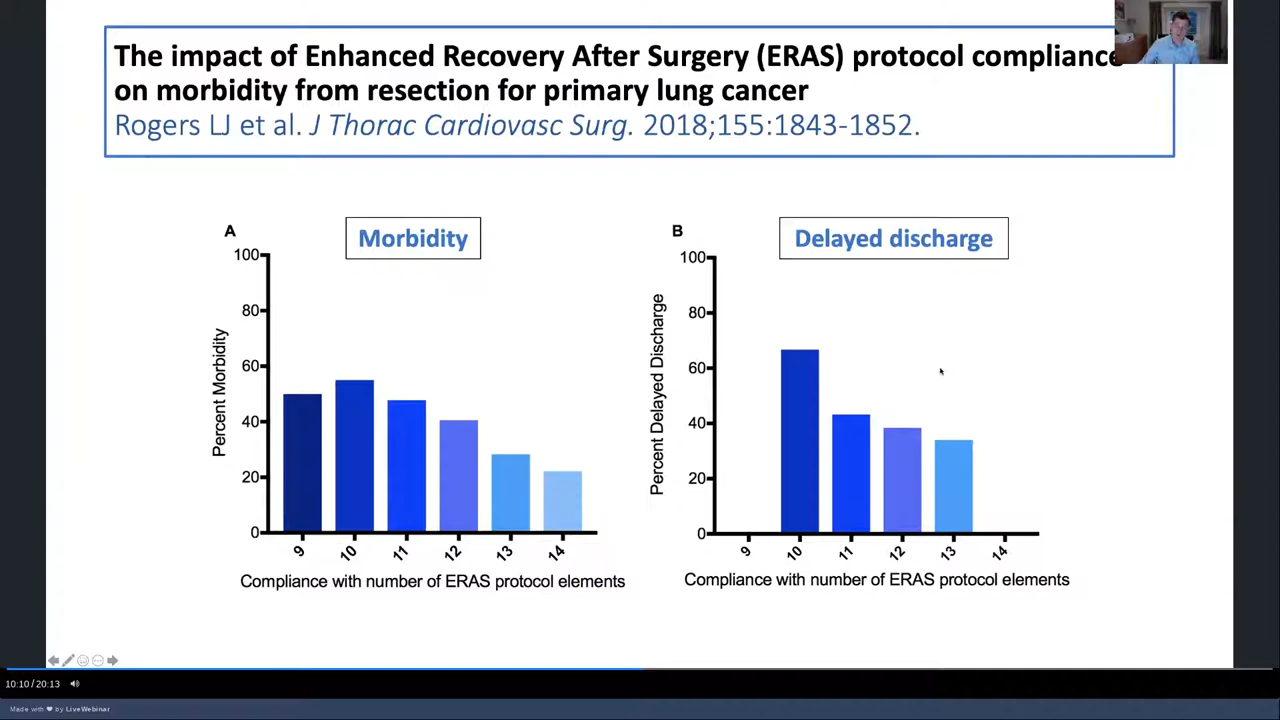 The impact of Enhanced Recovery After Surgery (ERAS) protocol compliance
on morbidity from resection for primary lung cancer
Rogers LJ et al. J Thorac Cardiovasc Surg. 2018;155:1843-1852.
A
Morbidity
100
80
60
40
20
0
Percent Morbidity
9
10
11
12
13
14
Compliance with number of ERAS protocol elements
B
Delayed discharge
100
80
60
40
20
0
Percent Delayed Discharge
9
10
11
12
13
14
Compliance with number of ERAS protocol elements
10:10 / 20:13
Made with ❤ by LiveWebinar